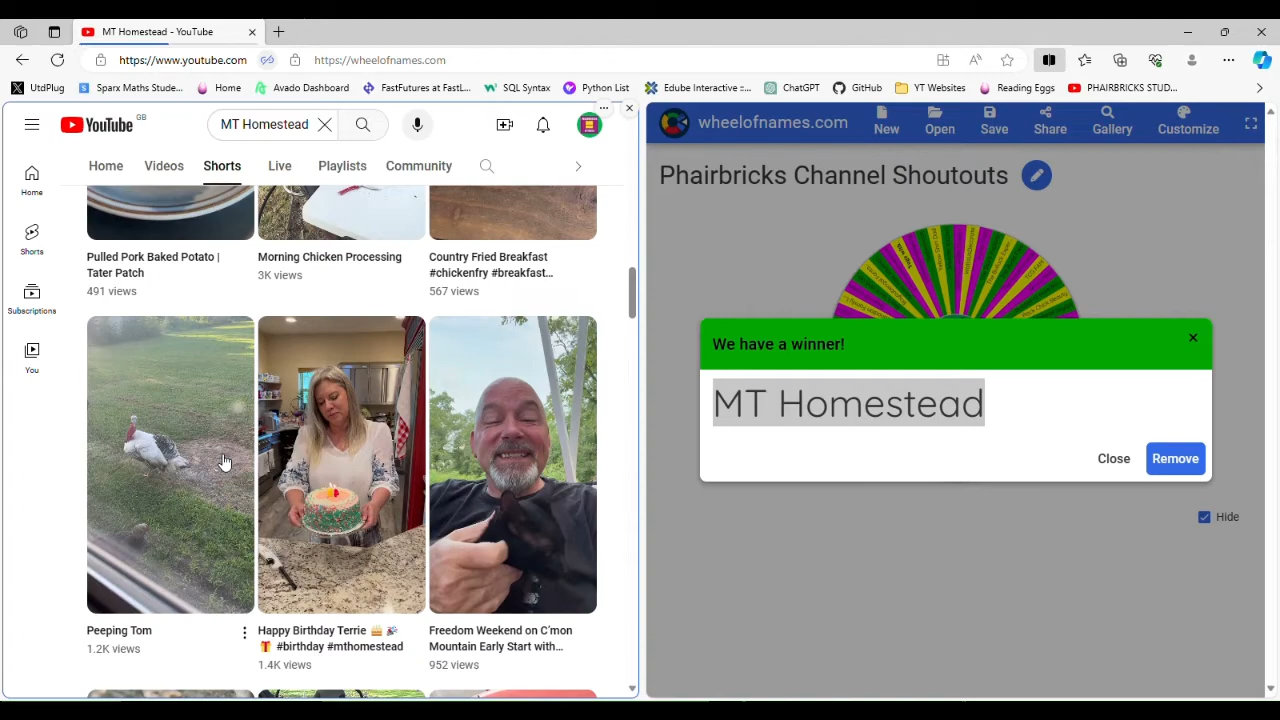 MT Homestead - YouTube
https://www.youtube.com
https://wheelofnames.com
UtdPlug
Sparx Maths Stude...
Home
Avado Dashboard
FastFutures at FastL...
SQL Syntax
Python List
Edube Interactive ::...
ChatGPT
GitHub
YT Websites
Reading Eggs
PHAIRBRICKS STUD...
YouTube GB
MT Homestead
Home
Videos
Shorts
Live
Playlists
Community
Home
Shorts
Subscriptions
You
Pulled Pork Baked Potato |
Tater Patch
491 views
Morning Chicken Processing
3K views
Country Fried Breakfast
#chickenfry #breakfast...
567 views
Peeping Tom
1.2K views
Happy Birthday Terrie 🎂 🎉
🎁 #birthday #mthomestead
1.4K views
Freedom Weekend on C'mon
Mountain Early Start with...
952 views
wheelofnames.com
New
Open
Save
Share
Gallery
Customize
Phairbricks Channel Shoutouts
We have a winner!
MT Homestead
Close
Remove
Hide